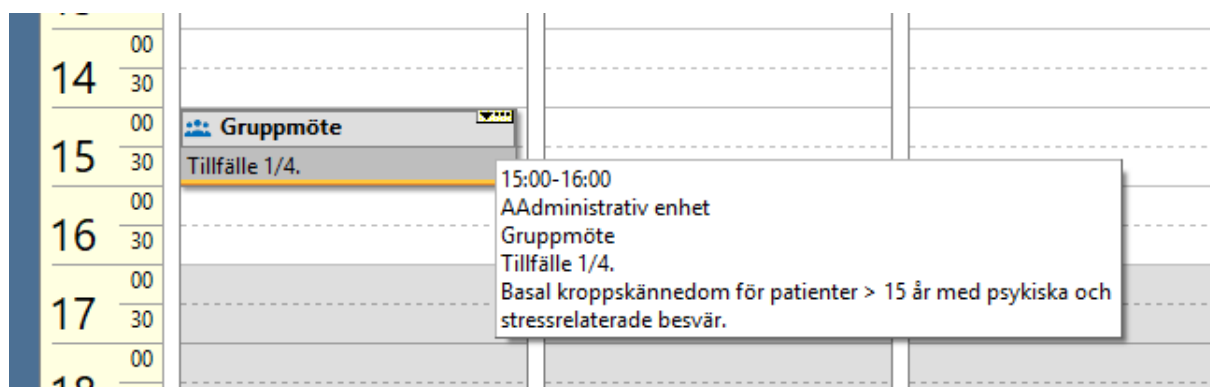 00
14 30
00
Gruppmöte
15 30
Tillfälle 1/4.
00
16 30
00
17 30
00
15:00-16:00
AAdministrativ enhet
Gruppmöte
Tillfälle 1/4.
Basal kroppskännedom för patienter > 15 år med psykiska och
stressrelaterade besvär.